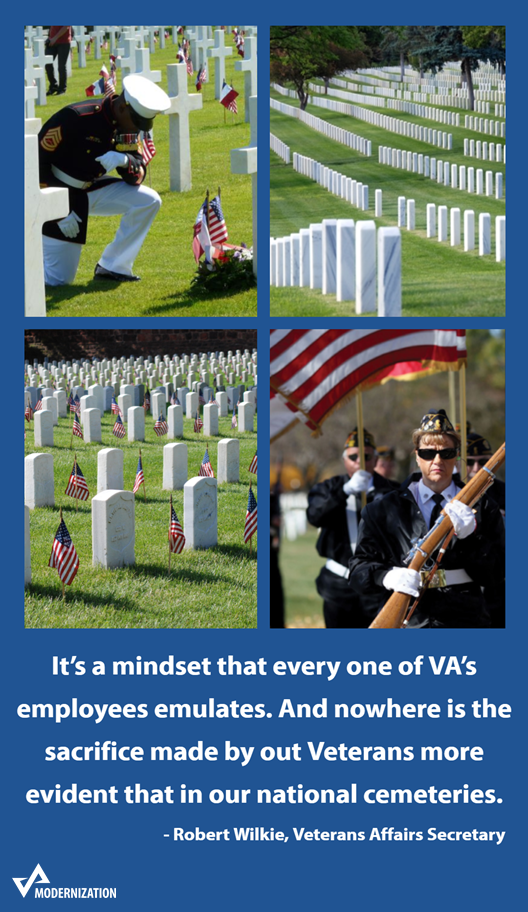 It's a mindset that every one of VA's
employees emulates. And nowhere is the
sacrifice made by out Veterans more
evident that in our national cemeteries.
- Robert Wilkie, Veterans Affairs Secretary
VA
MODERNIZATION